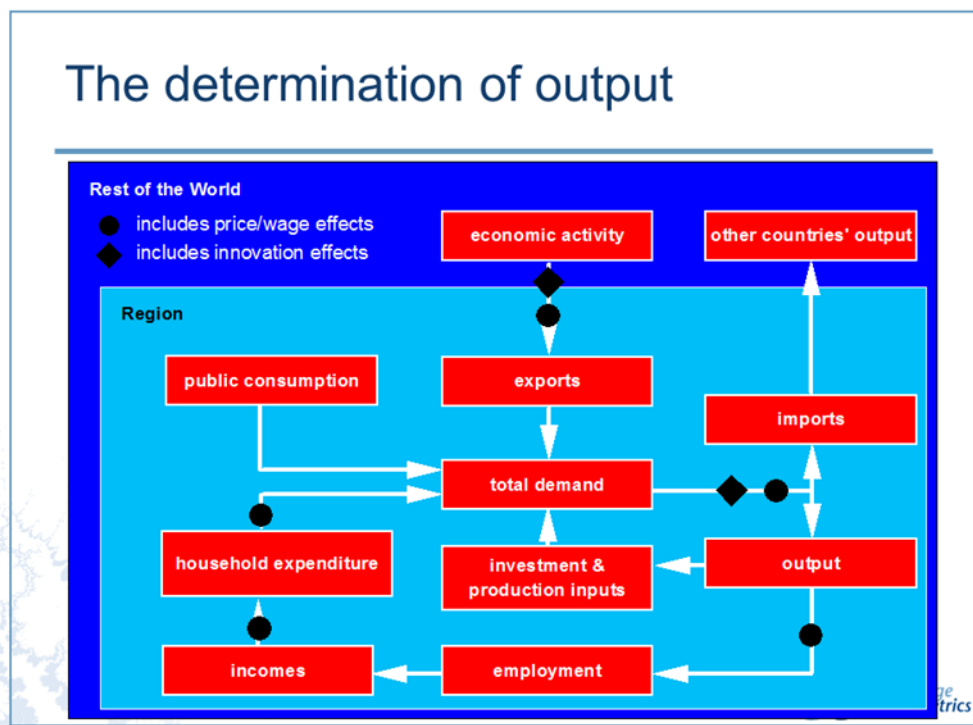 The determination of output
Rest of the World
includes price/wage effects
includes innovation effects
economic activity
other countries' output
Region
public consumption
exports
imports
total demand
household expenditure
investment &
production inputs
output
incomes
employment